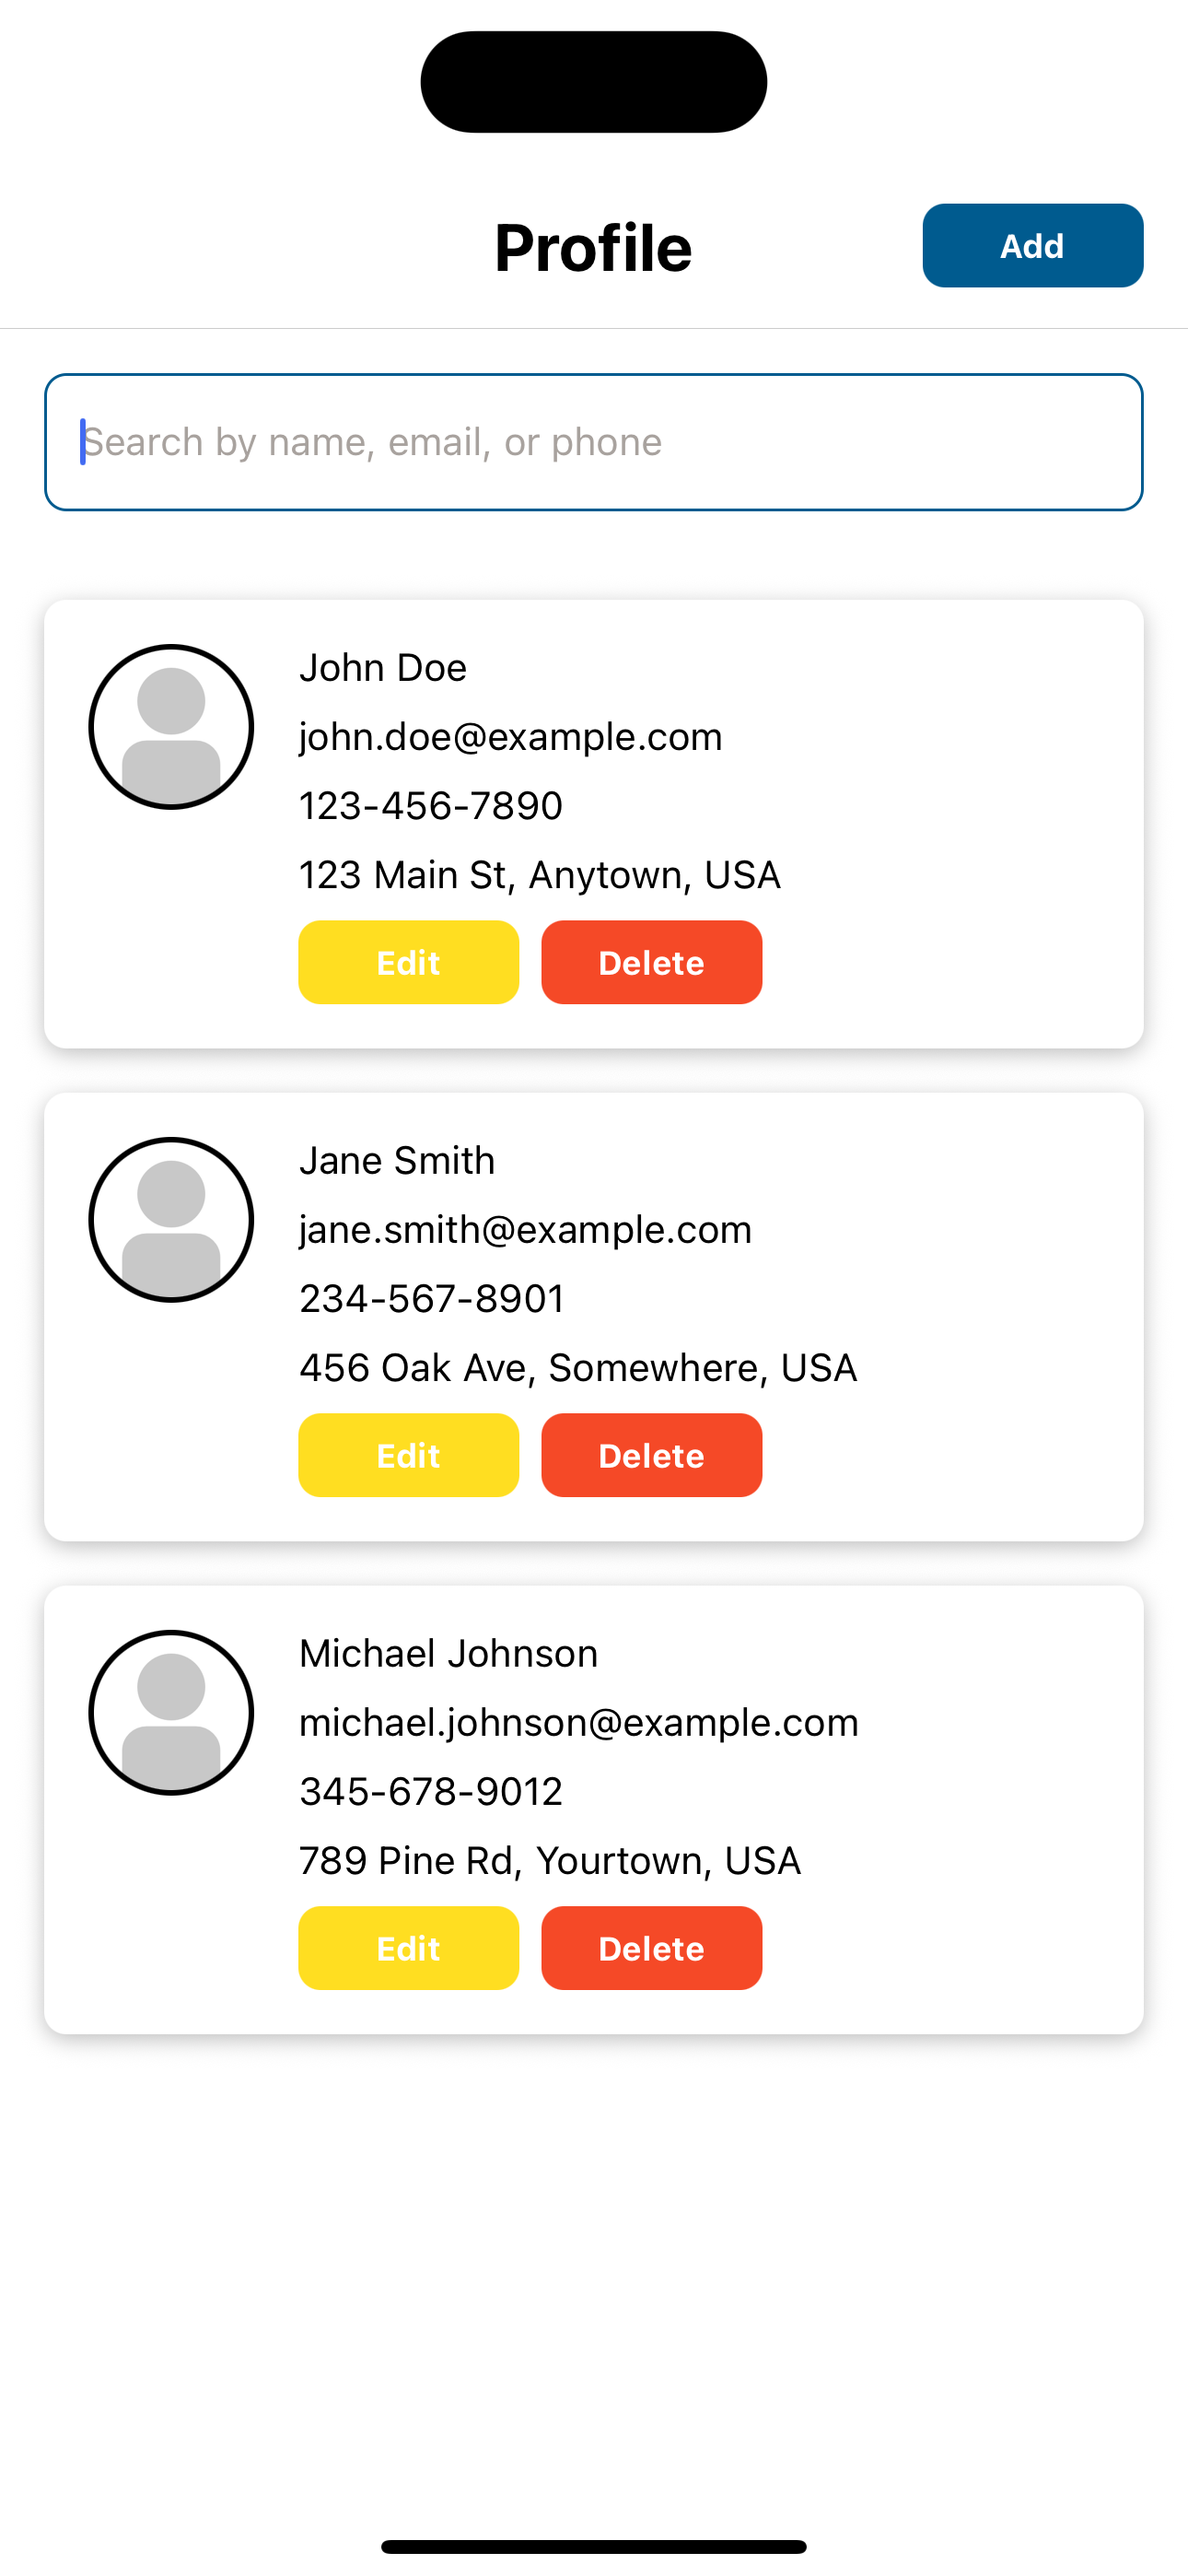 Profile
Add
Search by name, email, or phone
John Doe
john.doe@example.com
123-456-7890
123 Main St, Anytown, USA
Edit Delete
Jane Smith
jane.smith@example.com
234-567-8901
456 Oak Ave, Somewhere, USA
Edit Delete
Michael Johnson
michael.johnson@example.com
345-678-9012
789 Pine Rd, Yourtown, USA
Edit Delete